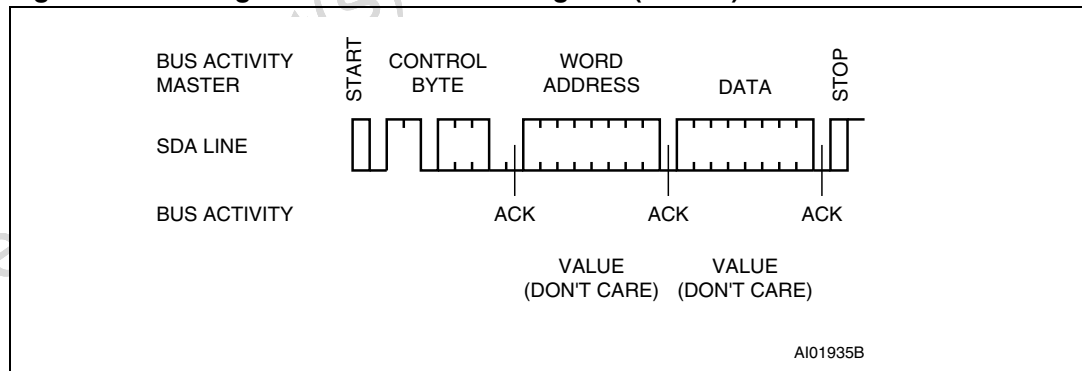 BUS ACTIVITY
MASTER
START
CONTROL
BYTE
WORD
ADDRESS
DATA
STOP
SDA LINE
BUS ACTIVITY
ACK
ACK
ACK
VALUE
(DON'T CARE)
VALUE
(DON'T CARE)
AI01935B